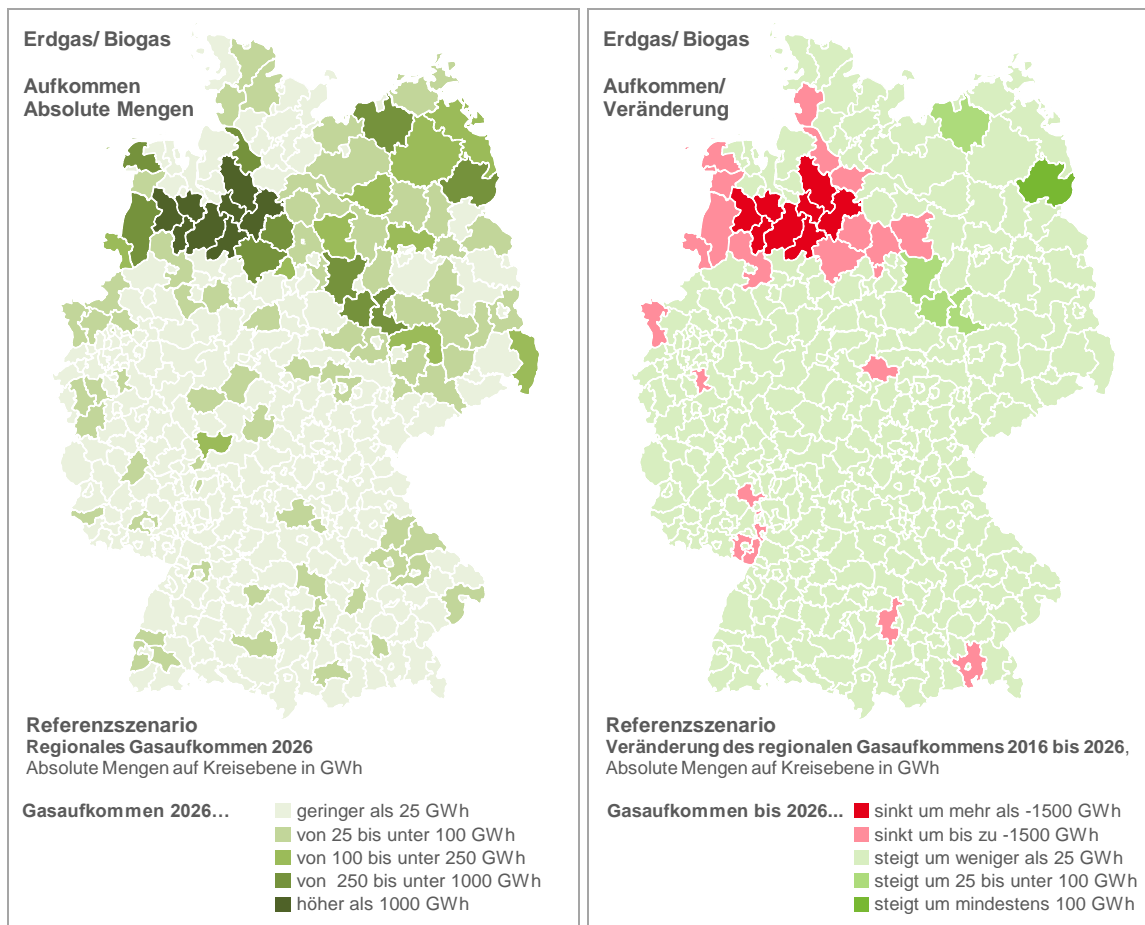 Erdgas/ Biogas
Aufkommen
Absolute Mengen
Referenzszenario
Regionales Gasaufkommen 2026
Absolute Mengen auf Kreisebene in GWh
Gasaufkommen 2026…
geringer als 25 GWh
von 25 bis unter 100 GWh
von 100 bis unter 250 GWh
von  250 bis unter 1000 GWh
höher als 1000 GWh
Erdgas/ Biogas
Aufkommen/
Veränderung
Referenzszenario
Veränderung des regionalen Gasaufkommens 2016 bis 2026,
Absolute Mengen auf Kreisebene in GWh
Gasaufkommen bis 2026...
sinkt um mehr als -1500 GWh
sinkt um bis zu -1500 GWh
steigt um weniger als 25 GWh
steigt um 25 bis unter 100 GWh
steigt um mindestens 100 GWh